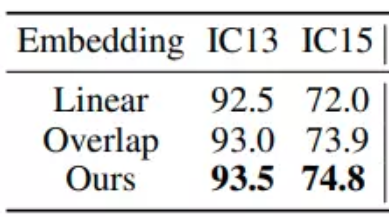 Embedding IC13 IC15
Linear 92.5 72.0
Overlap 93.0 73.9
Ours 93.5 74.8